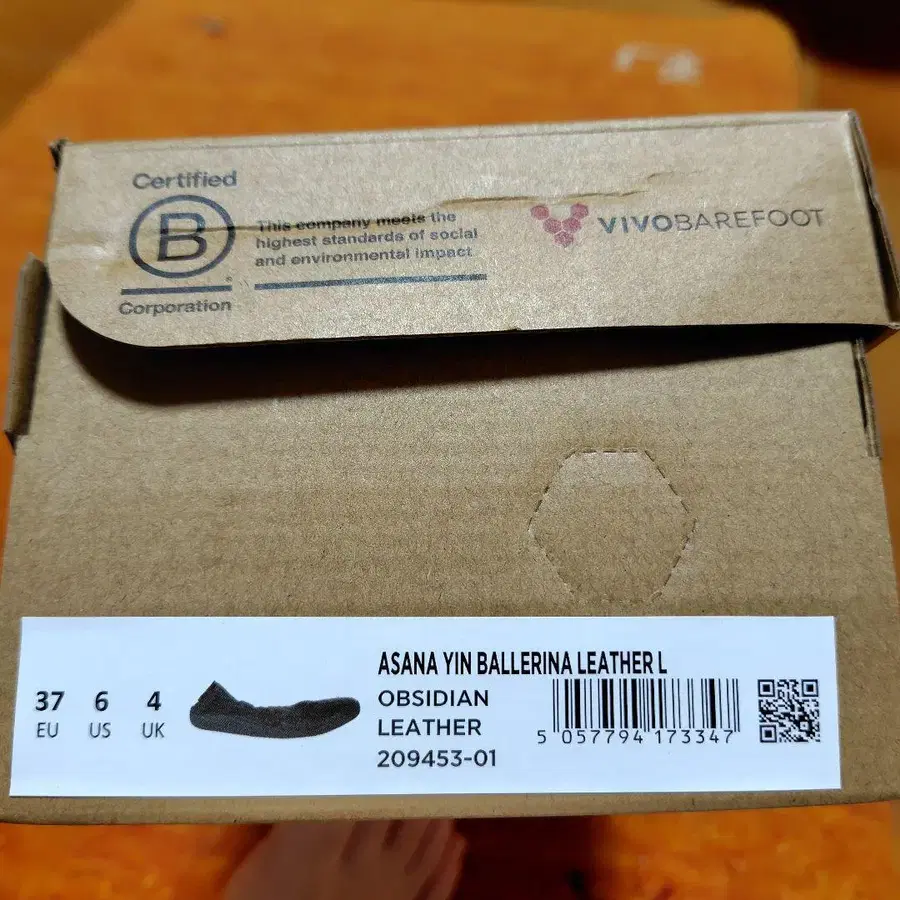 Certified
B
Corporation
This company meets the
highest standards of social
and environmental impact
VIVOBAREFOOT
37 6 4
EU US UK
ASANA YIN BALLERINA LEATHER L
OBSIDIAN
LEATHER
209453-01
5 057794 173347